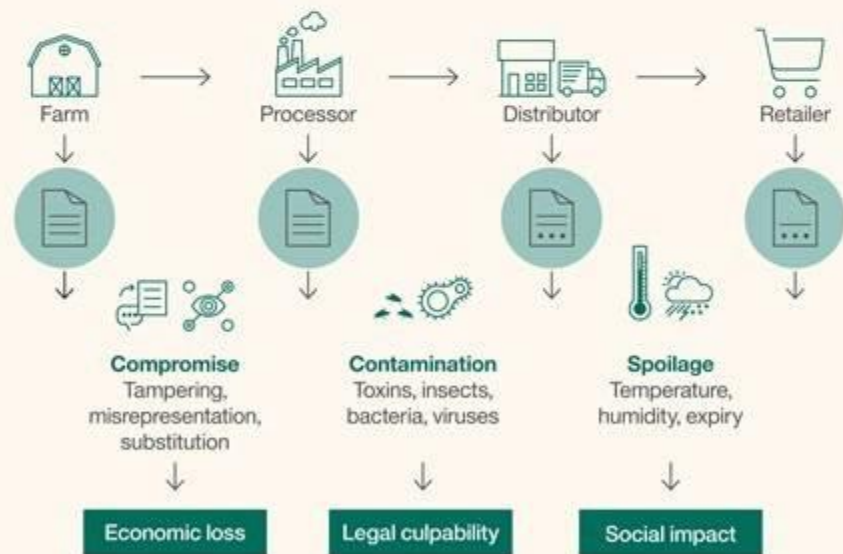 Farm
Processor
Distributor
Retailer
Compromise
Tampering,
misrepresentation,
substitution
Contamination
Toxins, insects,
bacteria, viruses
Spoilage
Temperature,
humidity, expiry
Economic loss
Legal culpability
Social impact